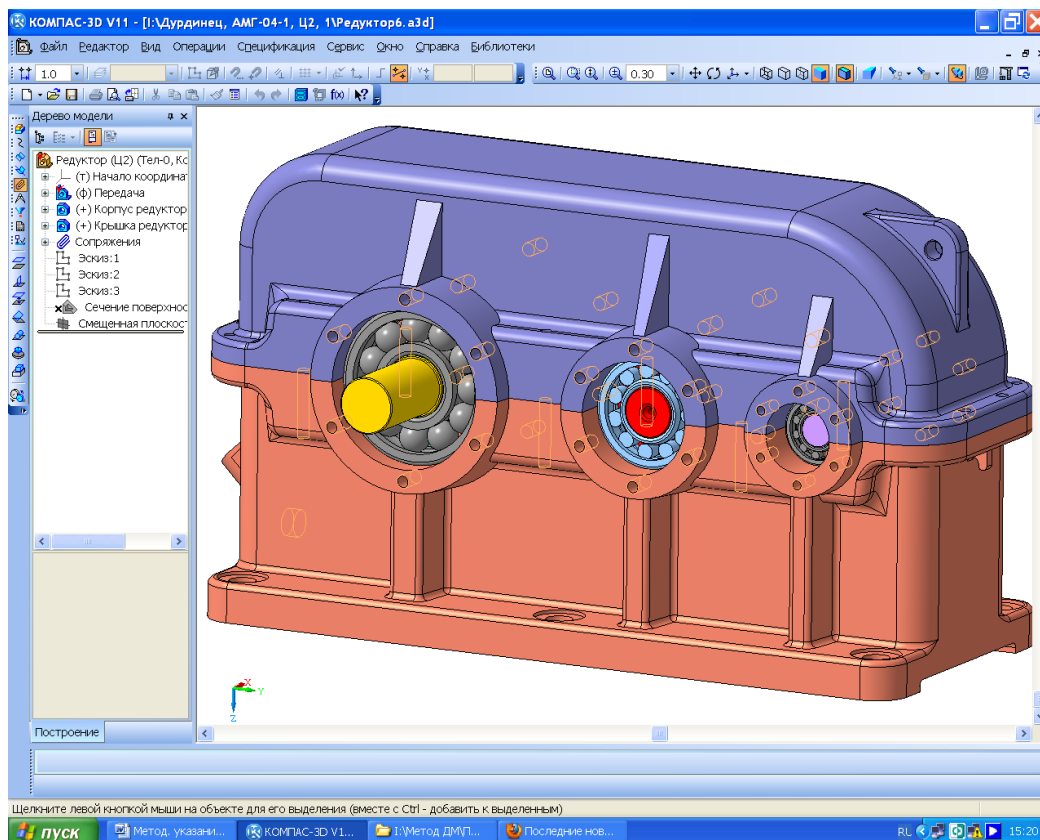 КОМПАС-3D V11 - [I:\Дурдинец, АМГ-04-1, Ц2, 1\Редуктор6.a3d]
Файл Редактор Вид Операции Спецификация Сервис Окно Справка Библиотеки
1.0 0.30
f(x)
Дерево модели
Редуктор (Ц2) (Тел-0, Кс
(т) Начало координат
(ф) Передача
(+) Корпус редуктор
(+) Крышка редуктор
Сопряжения
Эскиз:1
Эскиз:2
Эскиз:3
Сечение поверхнос
Смещенная плоскост
X
Y
Z
Построение
Щелкните левой кнопкой мыши на объекте для его выделения (вместе с Ctrl - добавить к выделенным)
пуск Метод. указани... КОМПАС-3D V1... I:\Метод ДМ\П... Последние нов... RU 15:20